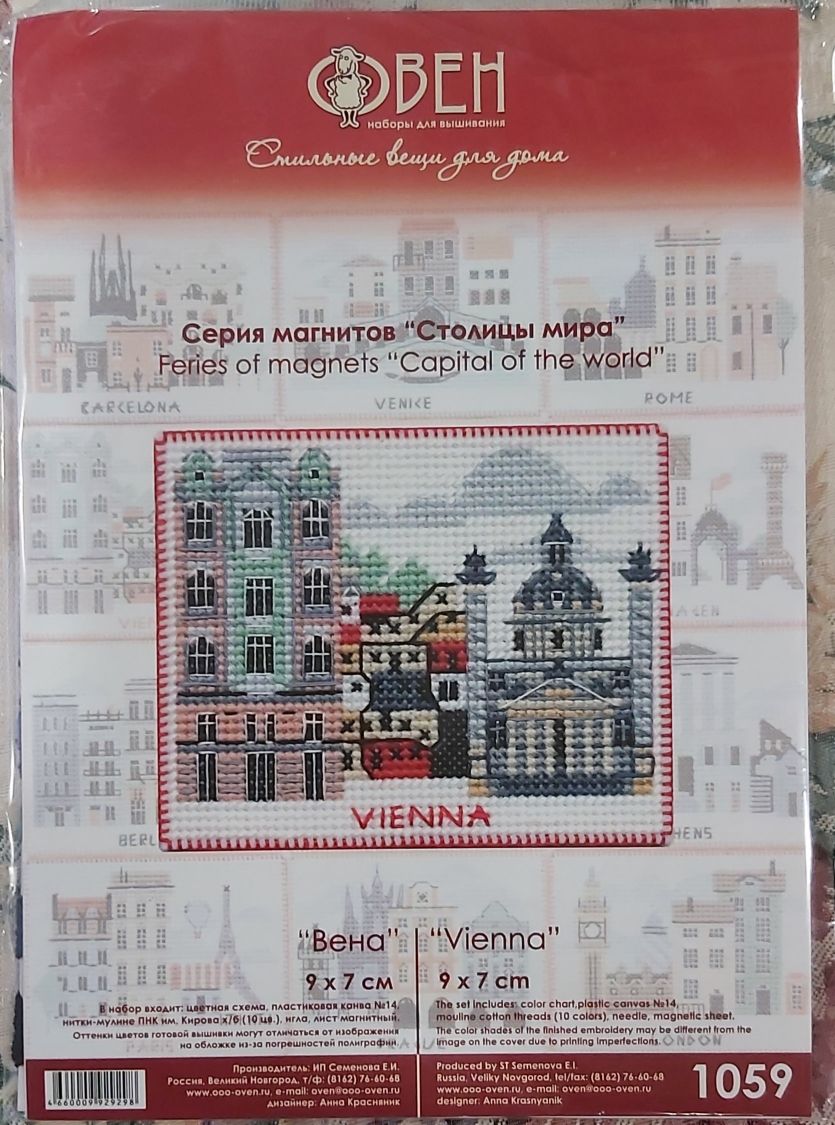 ОВЕН
наборы для вышивания
Стильные вещи для дома
Серия магнитов "Столицы мира"
Feries of magnets "Capital of the world"
BARCELONA
VENICE
ROME
VIENNA
"Вена"
9 х 7 см
В набор входит: цветная схема, пластиковая канва №14,
нитки-мулине ПНК им. Кирова х/б (10 цв.), игла, лист магнитный.
Оттенки цветов готовой вышивки могут отличаться от изображения
на обложке из-за погрешностей полиграфии
"Vienna"
9 x 7 cm
The set includes: color chart,plastic canvas №14,
mouline cotton threads (10 colors), needle, magnetic sheet.
The color shades of the finished embroidery may be different from the
image on the cover due to printing imperfections.
LONDON
Производитель: ИП Семенова Е.И.
Россия, Великий Новгород, т/ф: (8162) 76-60-68
www.ooo-oven.ru, e-mail: oven@ooo-oven.ru
дизайнер: Анна Красняник
Produced by ST Semenova E.I.
Russia, Veliky Novgorod, tel/fax: (8162) 76-60-68
www.ooo-oven.ru, e-mail: oven@ooo-oven.ru
designer: Anna Krasnyanik
1059
4 660009 929298